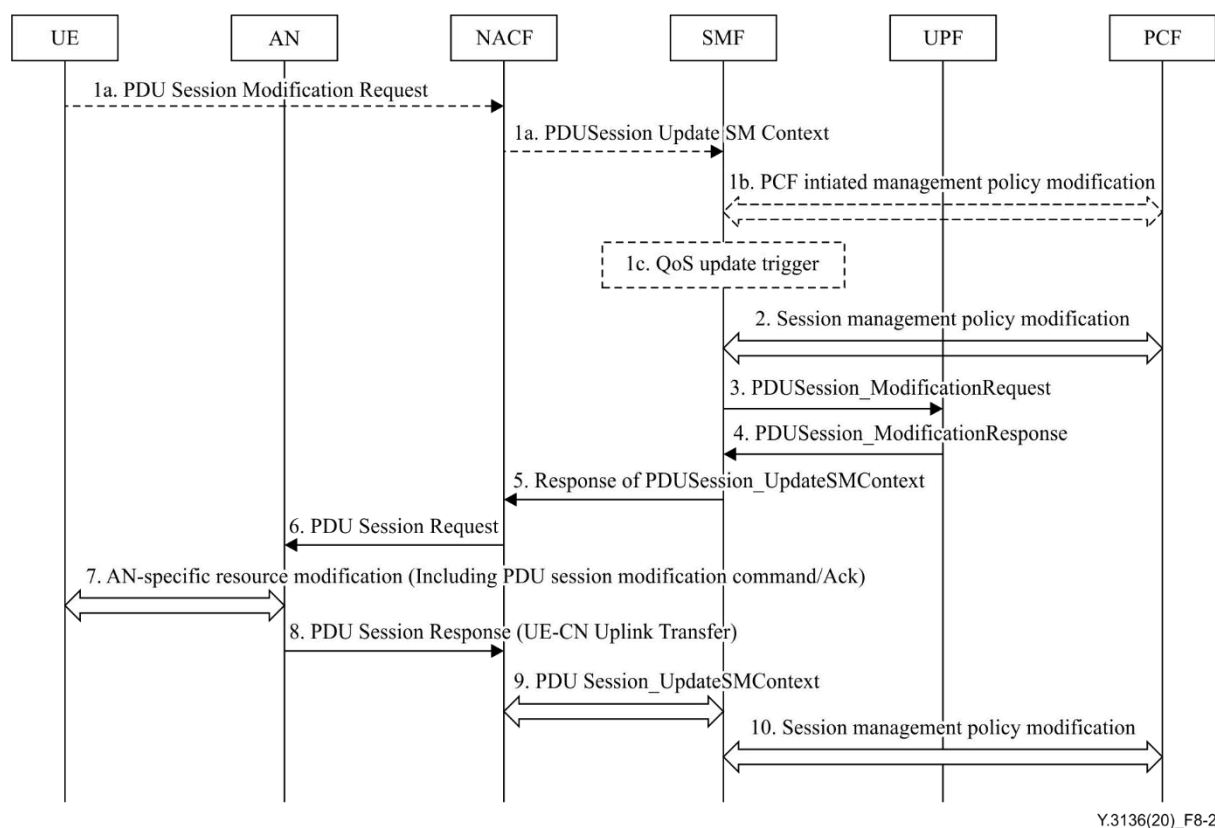 UE
AN
NACF
SMF
UPF
PCF
1a. PDU Session Modification Request
1a. PDUSession Update SM Context
1b. PCF intiated management policy modification
1c. QoS update trigger
2. Session management policy modification
3. PDUSession_ModificationRequest
4. PDUSession_ModificationResponse
5. Response of PDUSession_UpdateSMContext
6. PDU Session Request
7. AN-specific resource modification (Including PDU session modification command/Ack)
8. PDU Session Response (UE-CN Uplink Transfer)
9. PDU Session_UpdateSMContext
10. Session management policy modification
Y.3136(20)_F8-2